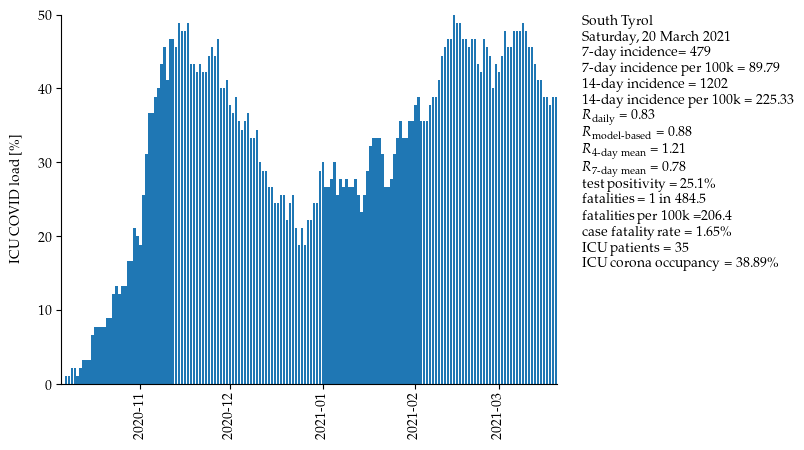 50
40
30
20
10
0
ICU COVID load [%]
2020-11
2020-12
2021-01
2021-02
2021-03
South Tyrol
Saturday, 20 March 2021
7-day incidence= 479
7-day incidence per 100k = 89.79
14-day incidence = 1202
14-day incidence per 100k = 225.33
R daily = 0.83
R model-based = 0.88
R 4-day mean = 1.21
R 7-day mean = 0.78
test positivity = 25.1%
fatalities = 1 in 484.5
fatalities per 100k =206.4
case fatality rate = 1.65%
ICU patients = 35
ICU corona occupancy = 38.89%